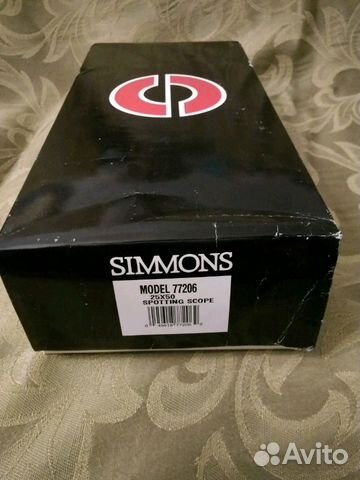 SIMMONS
MODEL 77206
25X50
SPOTTING SCOPE
Avito